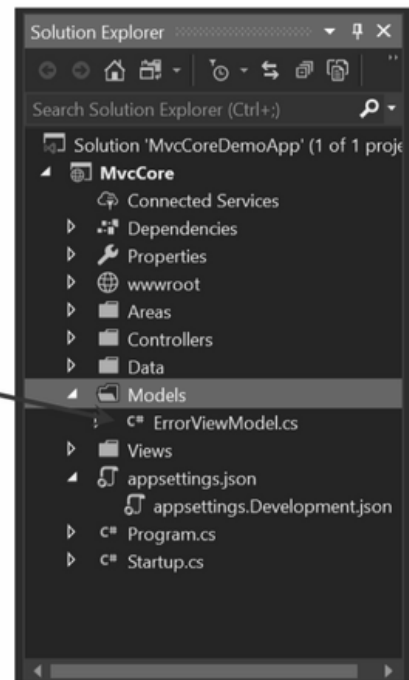 Solution Explorer
Search Solution Explorer (Ctrl+;)
Solution 'MvcCoreDemoApp' (1 of 1 proje
MvcCore
Connected Services
Dependencies
Properties
wwwroot
Areas
Controllers
Data
Models
C# ErrorViewModel.cs
Views
appsettings.json
appsettings.Development.json
C# Program.cs
C# Startup.cs